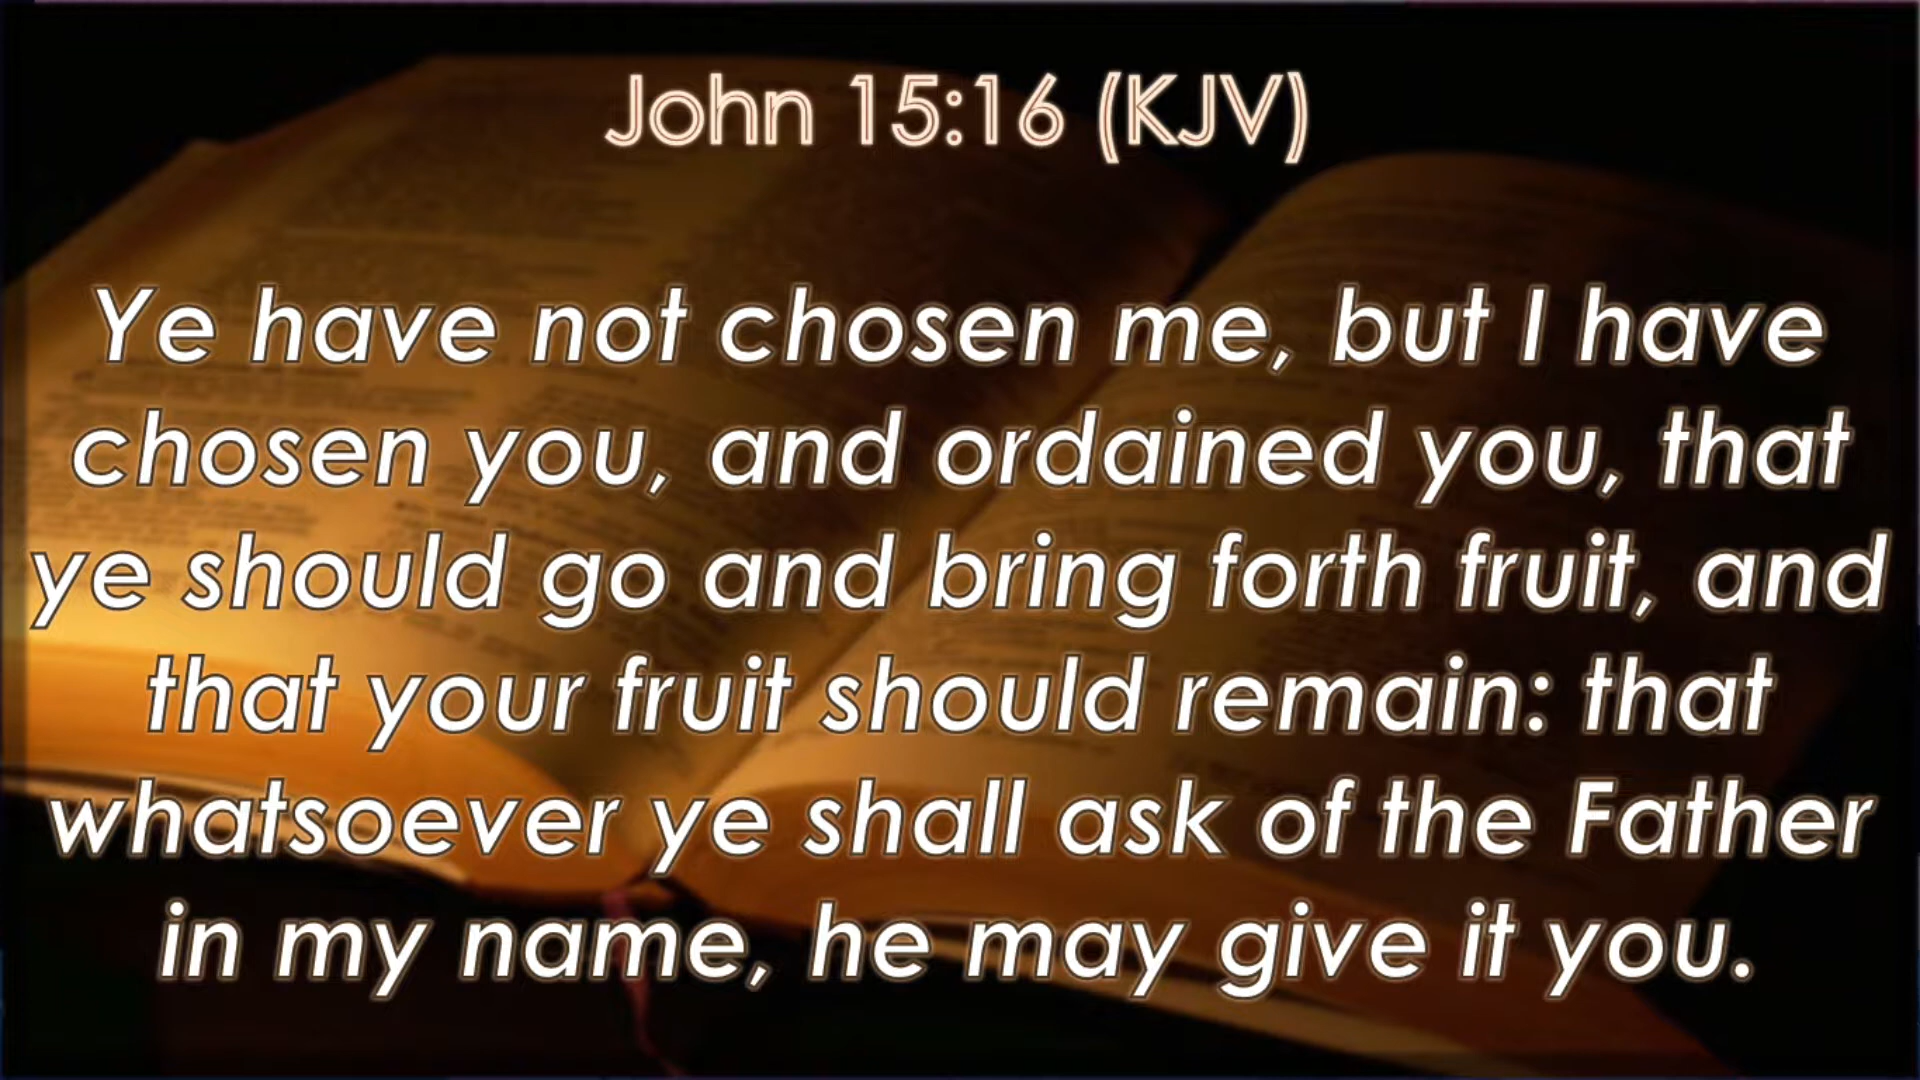 John 15:16 (KJV)
Ye have not chosen me, but I have
chosen you, and ordained you, that
ye should go and bring forth fruit, and
that your fruit should remain: that
whatsoever ye shall ask of the Father
in my name, he may give it you.